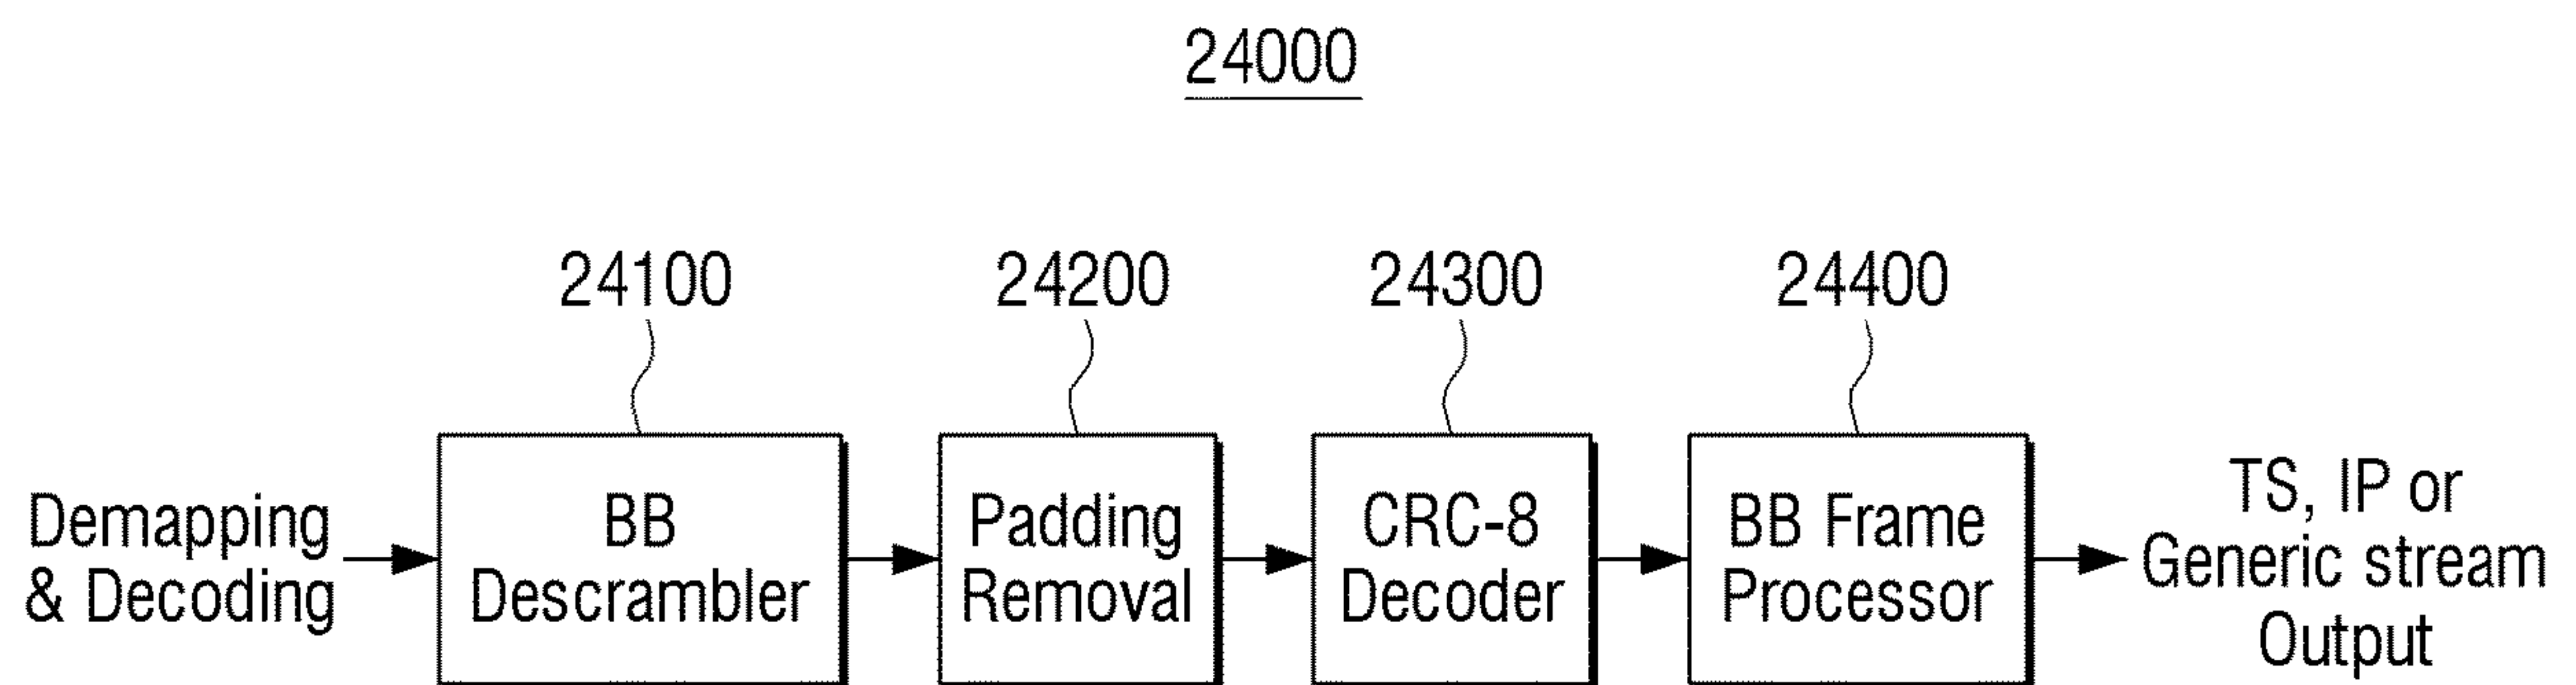 24000
24100
24200
24300
24400
Demapping
& Decoding
BB
Descrambler
Padding
Removal
CRC-8
Decoder
BB Frame
Processor
TS, IP or
Generic stream
Output